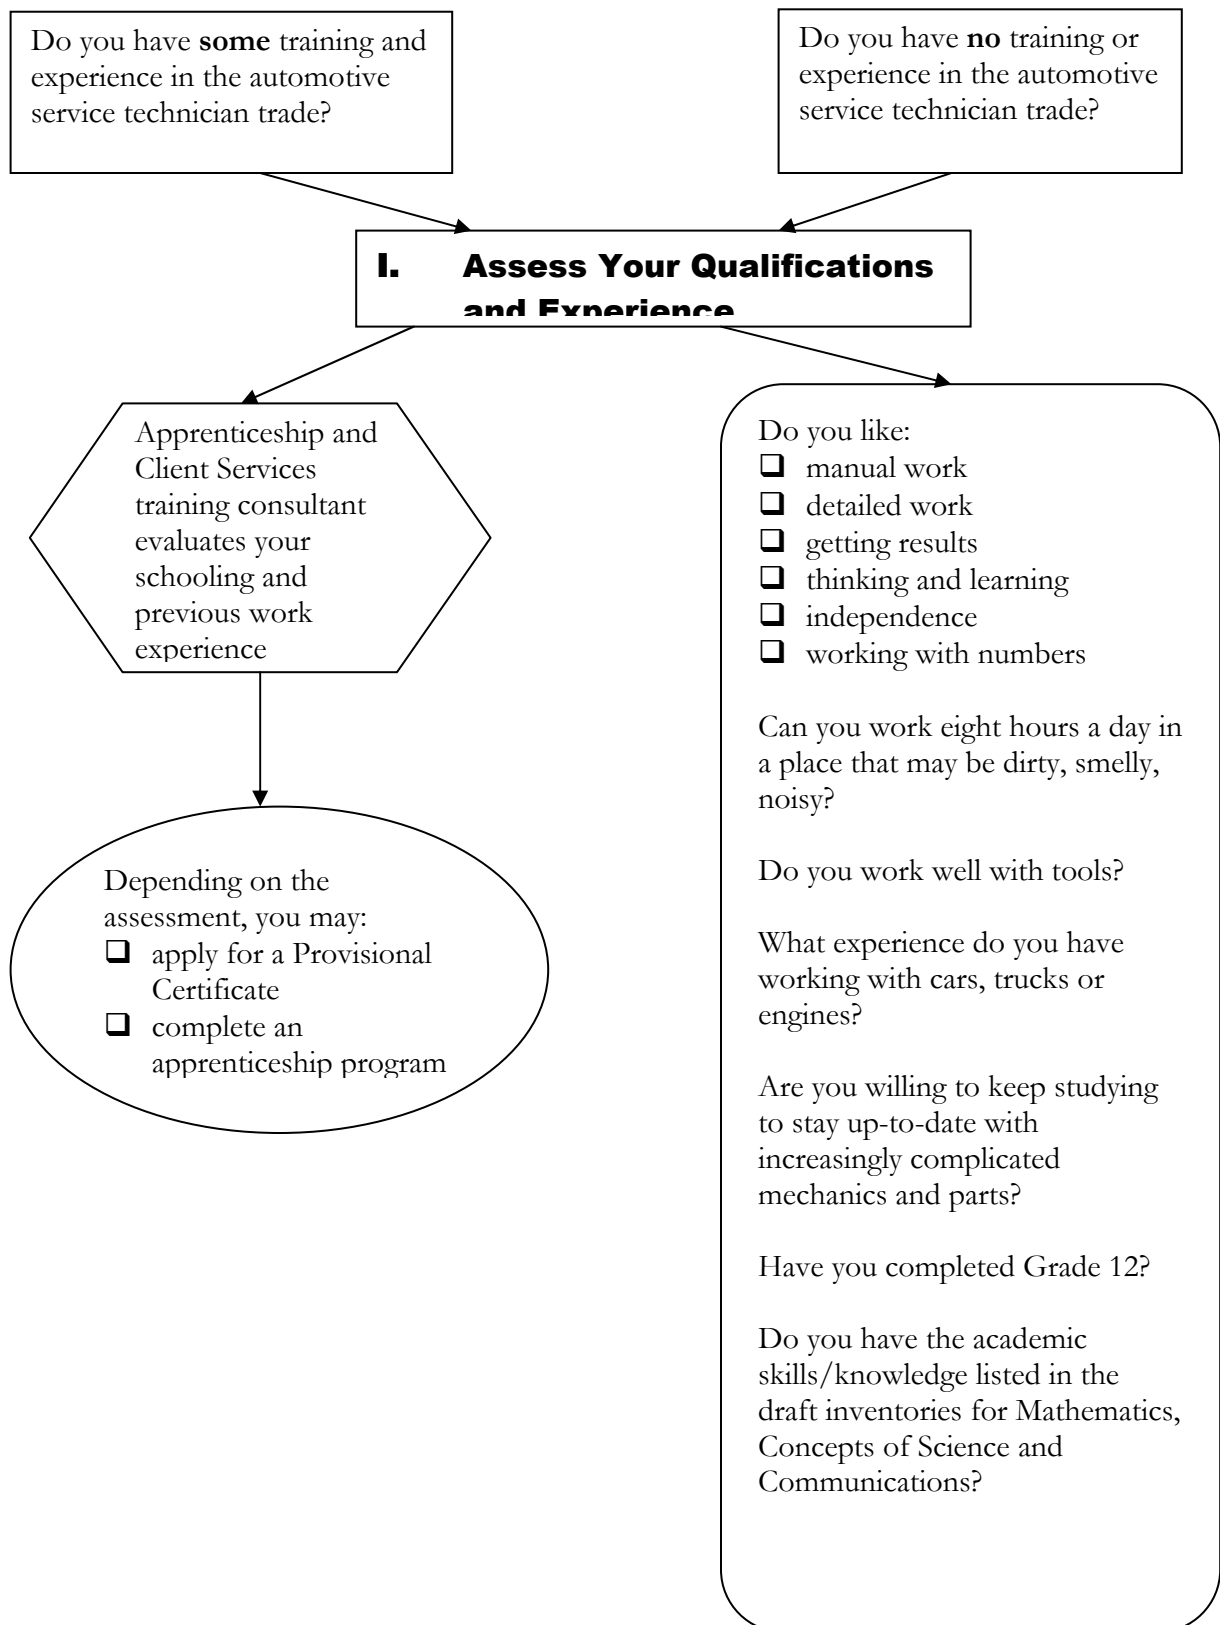 Do you have some training and
experience in the automotive
service technician trade?
Do you have no training or
experience in the automotive
service technician trade?
I. Assess Your Qualifications
and Experience
Apprenticeship and
Client Services
training consultant
evaluates your
schooling and
previous work
experience
Depending on the
assessment, you may:
❑ apply for a Provisional
Certificate
❑ complete an
apprenticeship program
Do you like:
❑ manual work
❑ detailed work
❑ getting results
❑ thinking and learning
❑ independence
❑ working with numbers
Can you work eight hours a day in
a place that may be dirty, smelly,
noisy?
Do you work well with tools?
What experience do you have
working with cars, trucks or
engines?
Are you willing to keep studying
to stay up-to-date with
increasingly complicated
mechanics and parts?
Have you completed Grade 12?
Do you have the academic
skills/knowledge listed in the
draft inventories for Mathematics,
Concepts of Science and
Communications?